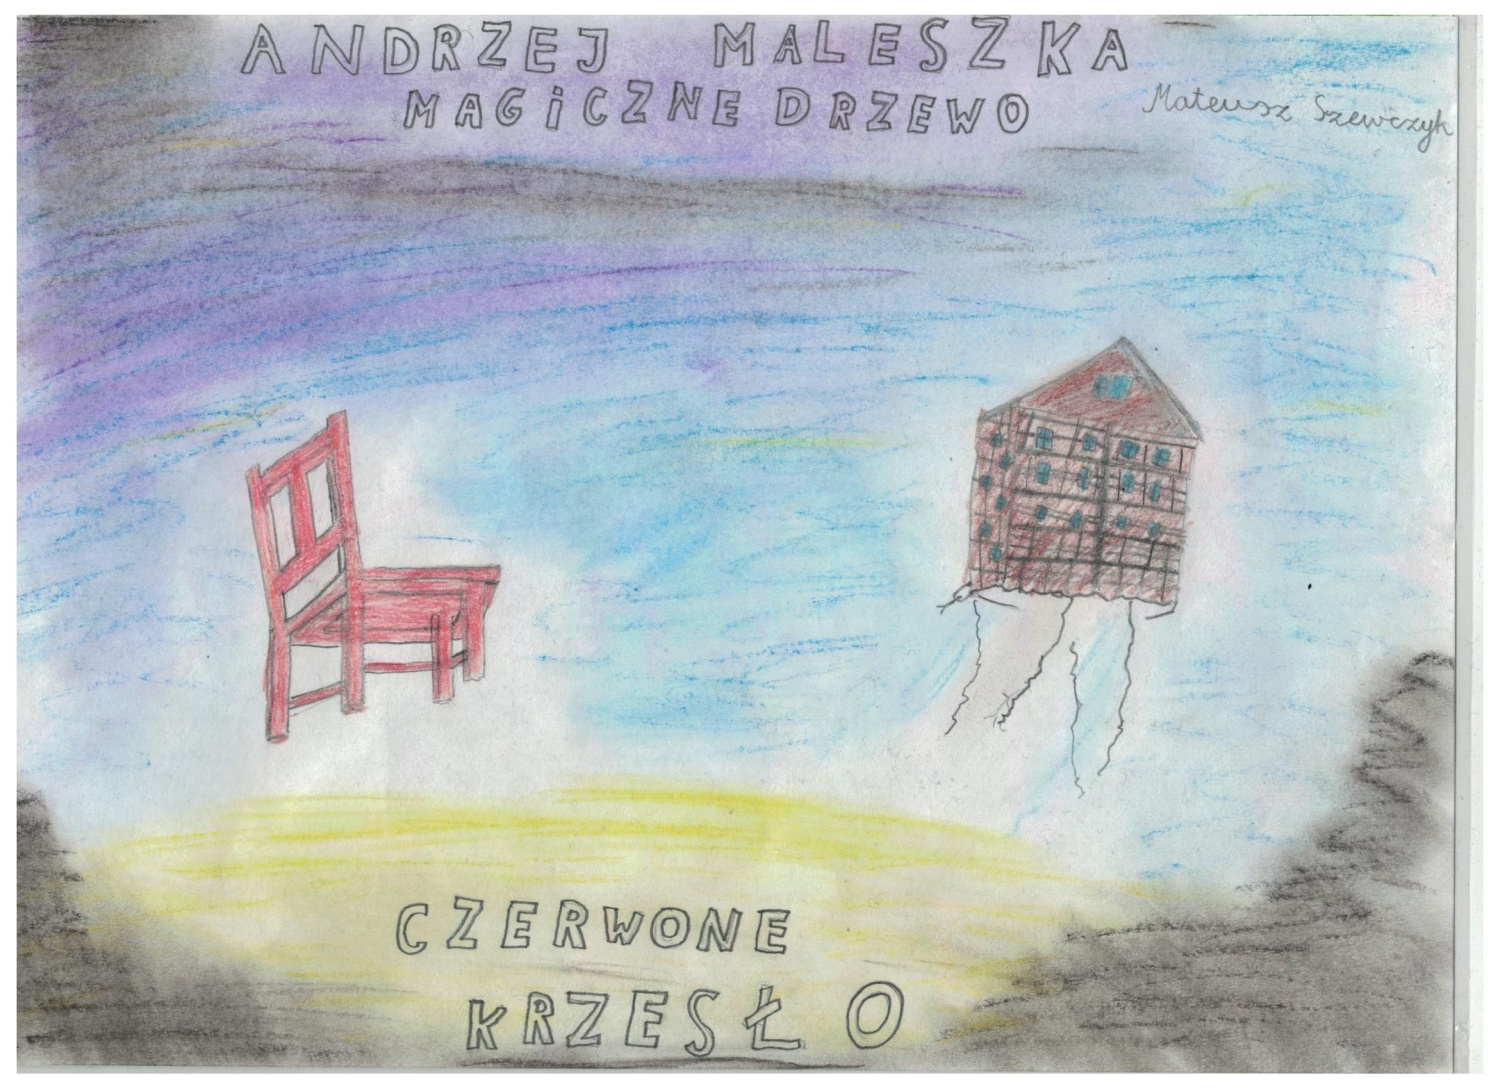 ANDRZEJ MALESZKA
MAGiCZNE DRZEWO
Mateusz Szewczyk
CZERWONE
KRZESŁO